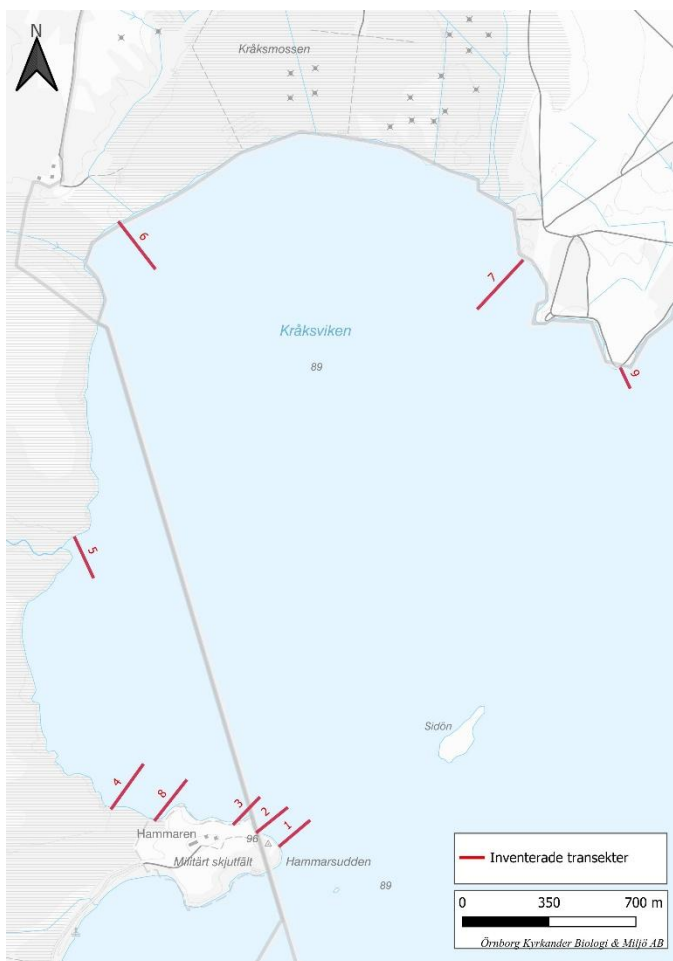 N
Kråksmossen
6
7
Kråksviken
89
9
5
Sidön
4
8
3
2
1
Hammaren
96
Militärt skjutfält
Hammarsudden
89
Inventerade transekter
0 350 700 m
Örnborg Kyrkander Biologi & Miljö AB